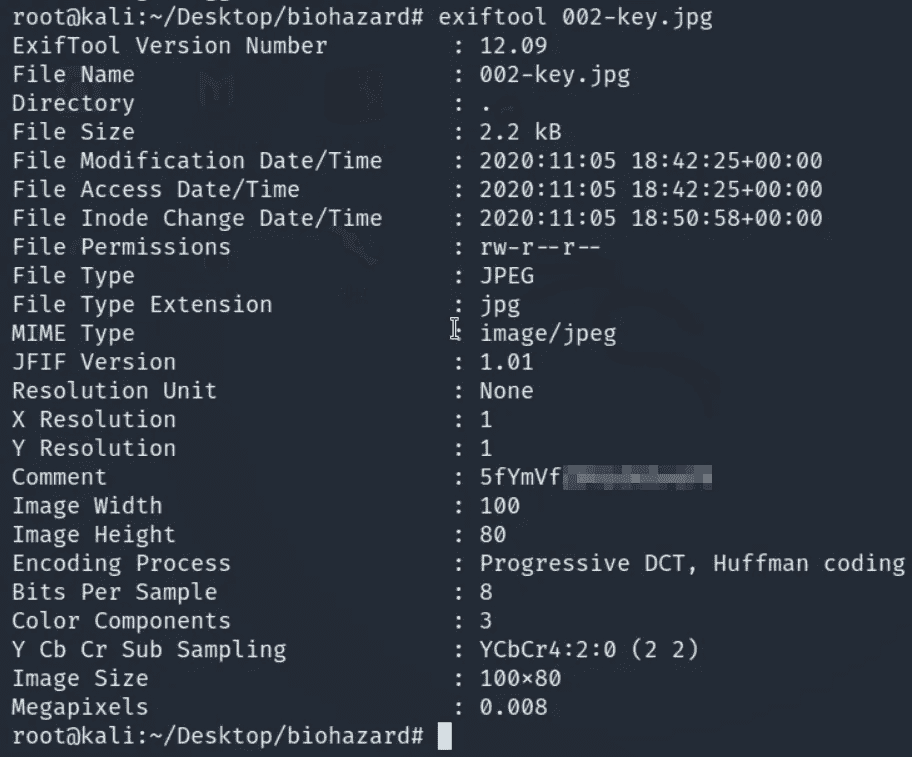 root@kali:~/Desktop/biohazard# exiftool 002-key.jpg
ExifTool Version Number : 12.09
File Name : 002-key.jpg
Directory : .
File Size : 2.2 kB
File Modification Date/Time : 2020:11:05 18:42:25+00:00
File Access Date/Time : 2020:11:05 18:42:25+00:00
File Inode Change Date/Time : 2020:11:05 18:50:58+00:00
File Permissions : rw-r--r--
File Type : JPEG
File Type Extension : jpg
MIME Type : image/jpeg
JFIF Version : 1.01
Resolution Unit : None
X Resolution : 1
Y Resolution : 1
Comment : 5fYmVf
Image Width : 100
Image Height : 80
Encoding Process : Progressive DCT, Huffman coding
Bits Per Sample : 8
Color Components : 3
Y Cb Cr Sub Sampling : YCbCr4:2:0 (2 2)
Image Size : 100×80
Megapixels : 0.008
root@kali:~/Desktop/biohazard#